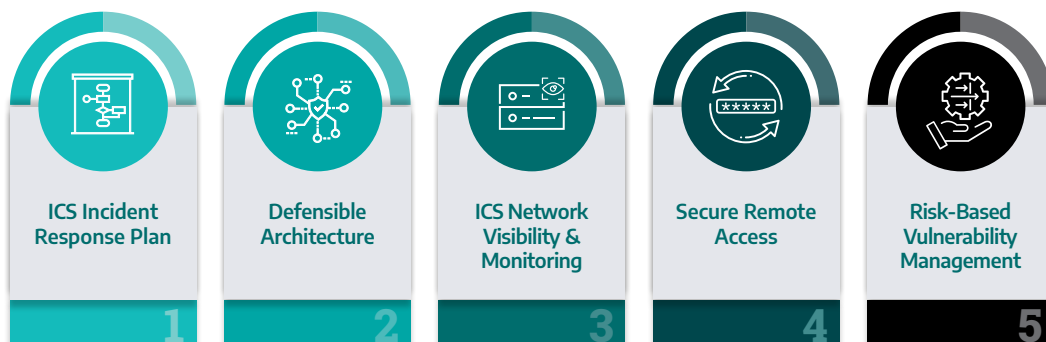 *****
ICS Incident
Response Plan
Defensible
Architecture
ICS Network
Visibility &
Monitoring
Secure Remote
Access
Risk-Based
Vulnerability
Management
1
2
3
4
5